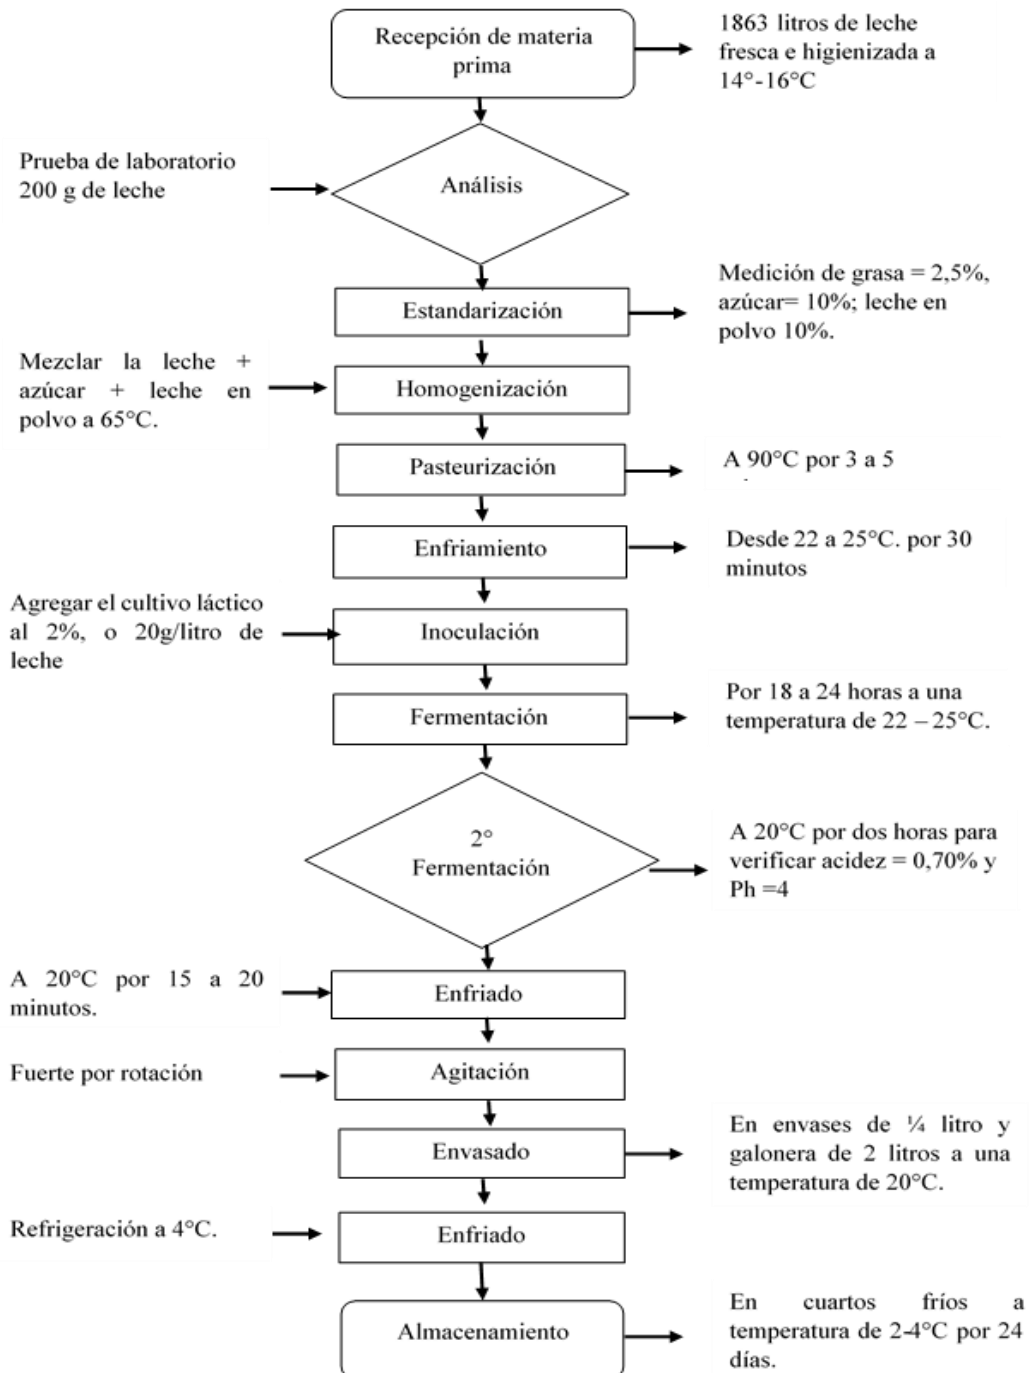 Recepción de materia
prima
1863 litros de leche
fresca e higienizada a
14°-16°C
Prueba de laboratorio
200 g de leche
Análisis
Estandarización
Medición de grasa = 2,5%,
azúcar= 10%; leche en
polvo 10%.
Mezclar la leche +
azúcar + leche en
polvo a 65°C.
Homogenización
Pasteurización
A 90°C por 3 a 5
Enfriamiento
Desde 22 a 25°C. por 30
minutos
Agregar el cultivo láctico
al 2%, o 20g/litro de
leche
Inoculación
Fermentación
Por 18 a 24 horas a una
temperatura de 22 – 25°C.
2°
Fermentación
A 20°C por dos horas para
verificar acidez = 0,70% y
Ph =4
A 20°C por 15 a 20
minutos.
Enfriado
Fuerte por rotación
Agitación
Envasado
En envases de ¼ litro y
galonera de 2 litros a una
temperatura de 20°C.
Refrigeración a 4°C.
Enfriado
Almacenamiento
En cuartos fríos a
temperatura de 2-4°C por 24
días.